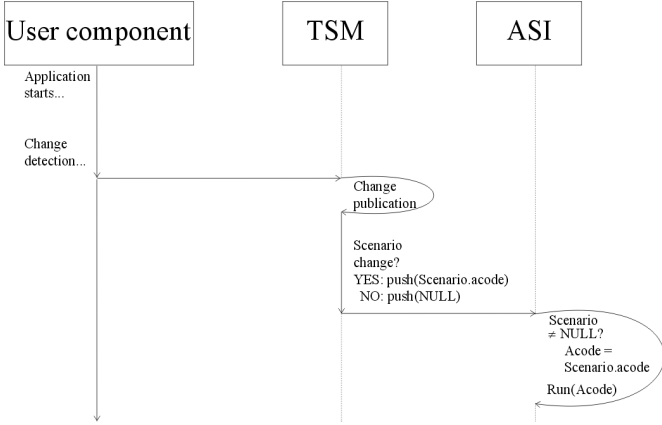 User component
TSM
ASI
Application
starts...
Change
detection...
Change
publication
Scenario
change?
YES: push(Scenario.acode)
NO: push(NULL)
Scenario
≠ NULL?
Acode =
Scenario.acode
Run(Acode)